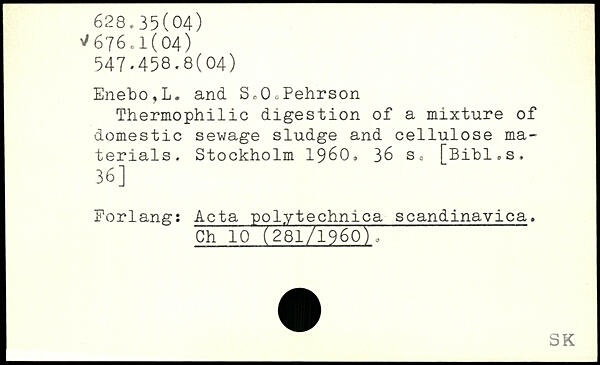 628.35(04)
√676.1(04)
547.458.8(04)
Enebo,L. and S.O.Pehrson
Thermophilic digestion of a mixture of
domestic sewage sludge and cellulose ma-
terials. Stockholm 1960. 36 s. [Bibl.s.
36]
Forlang: Acta polytechnica scandinavica.
Ch 10 (281/1960).
SK